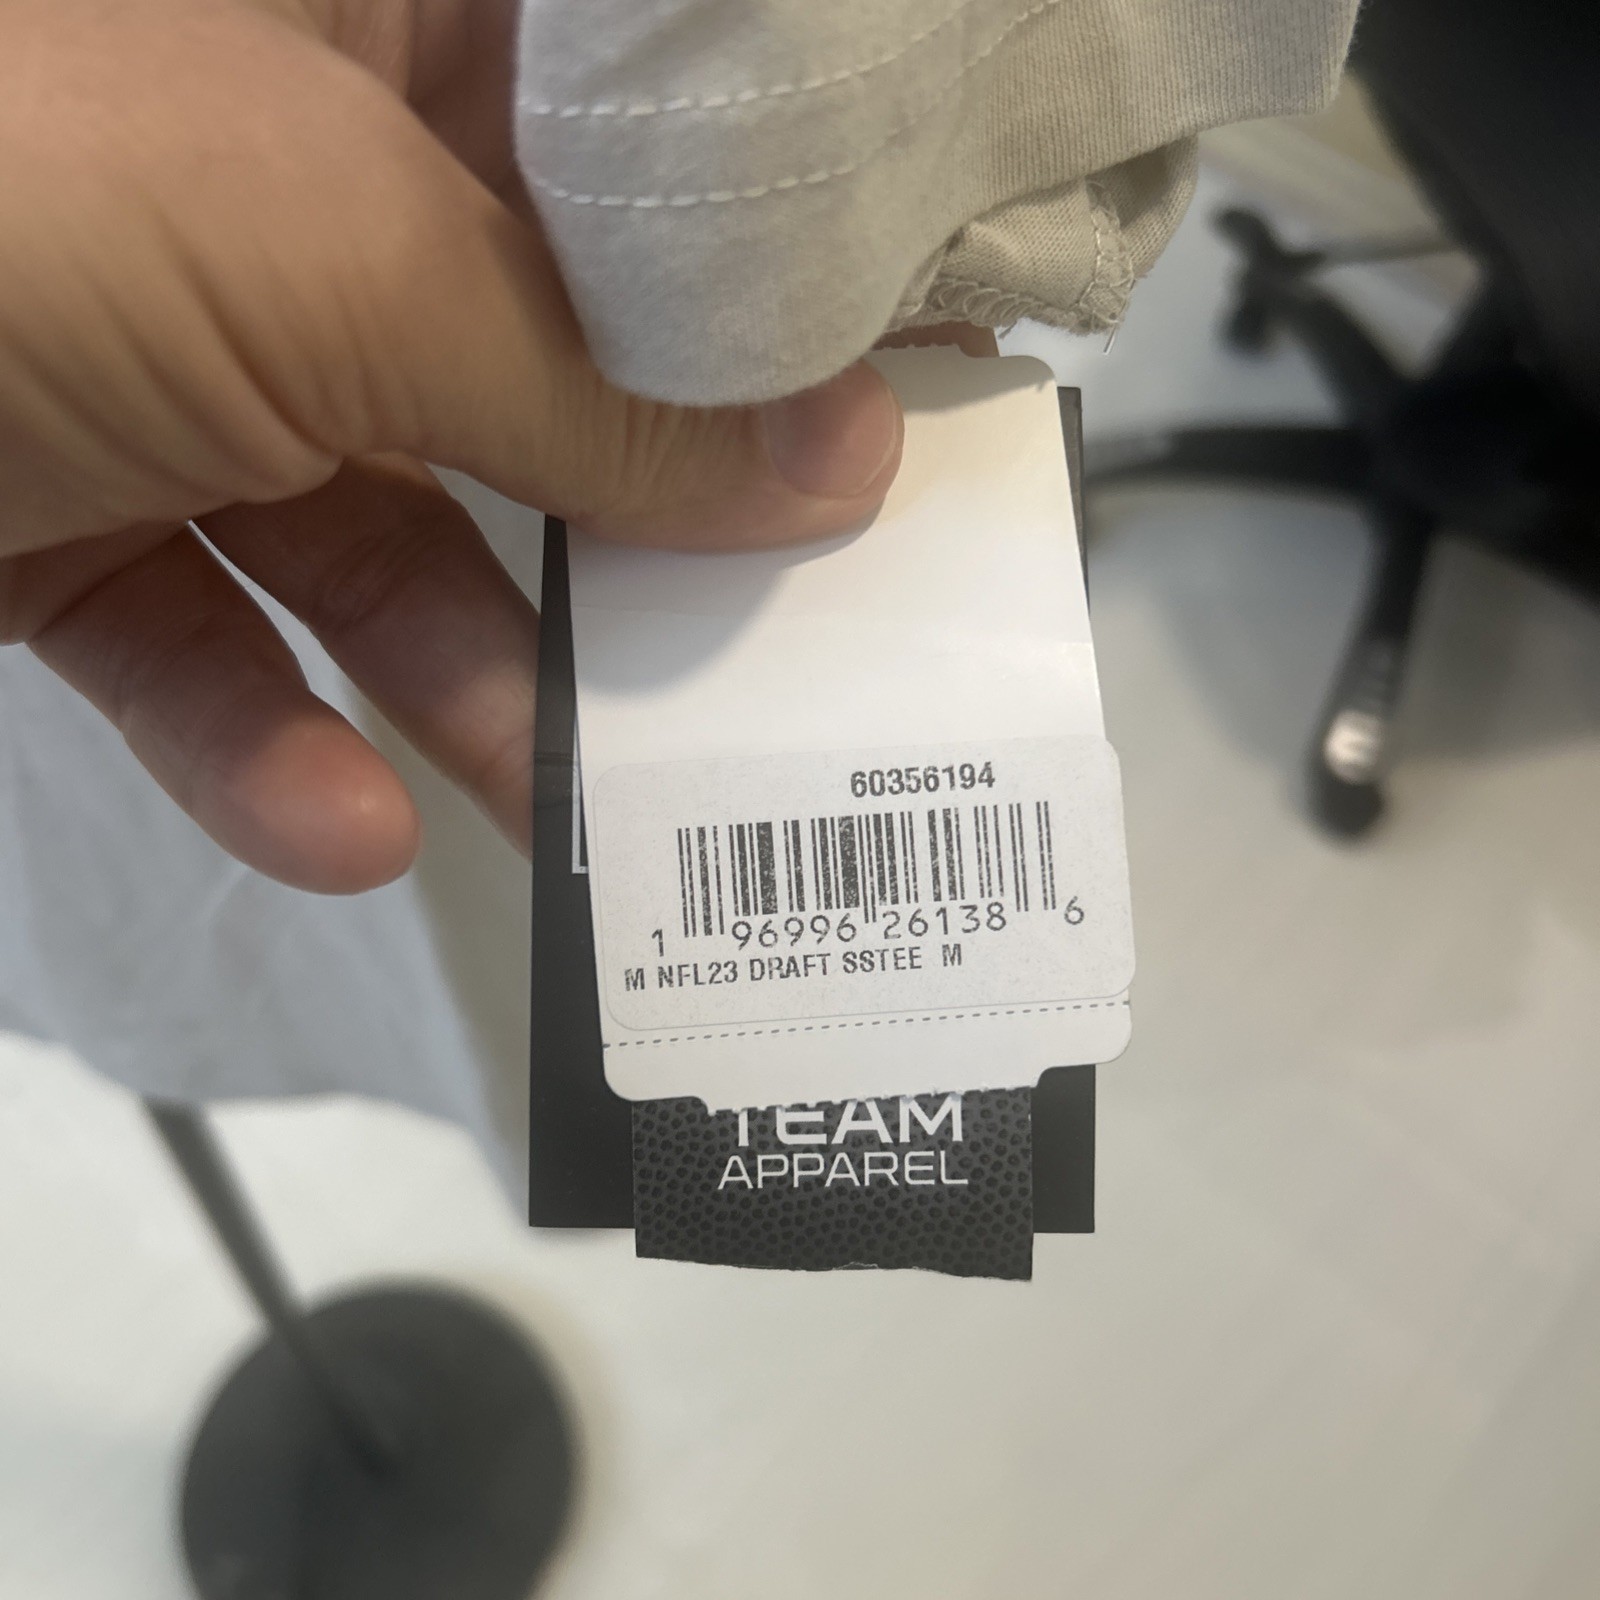 60356194
1 96996 26138 6
M NFL23 DRAFT SSTEE M
TEAM
APPAREL